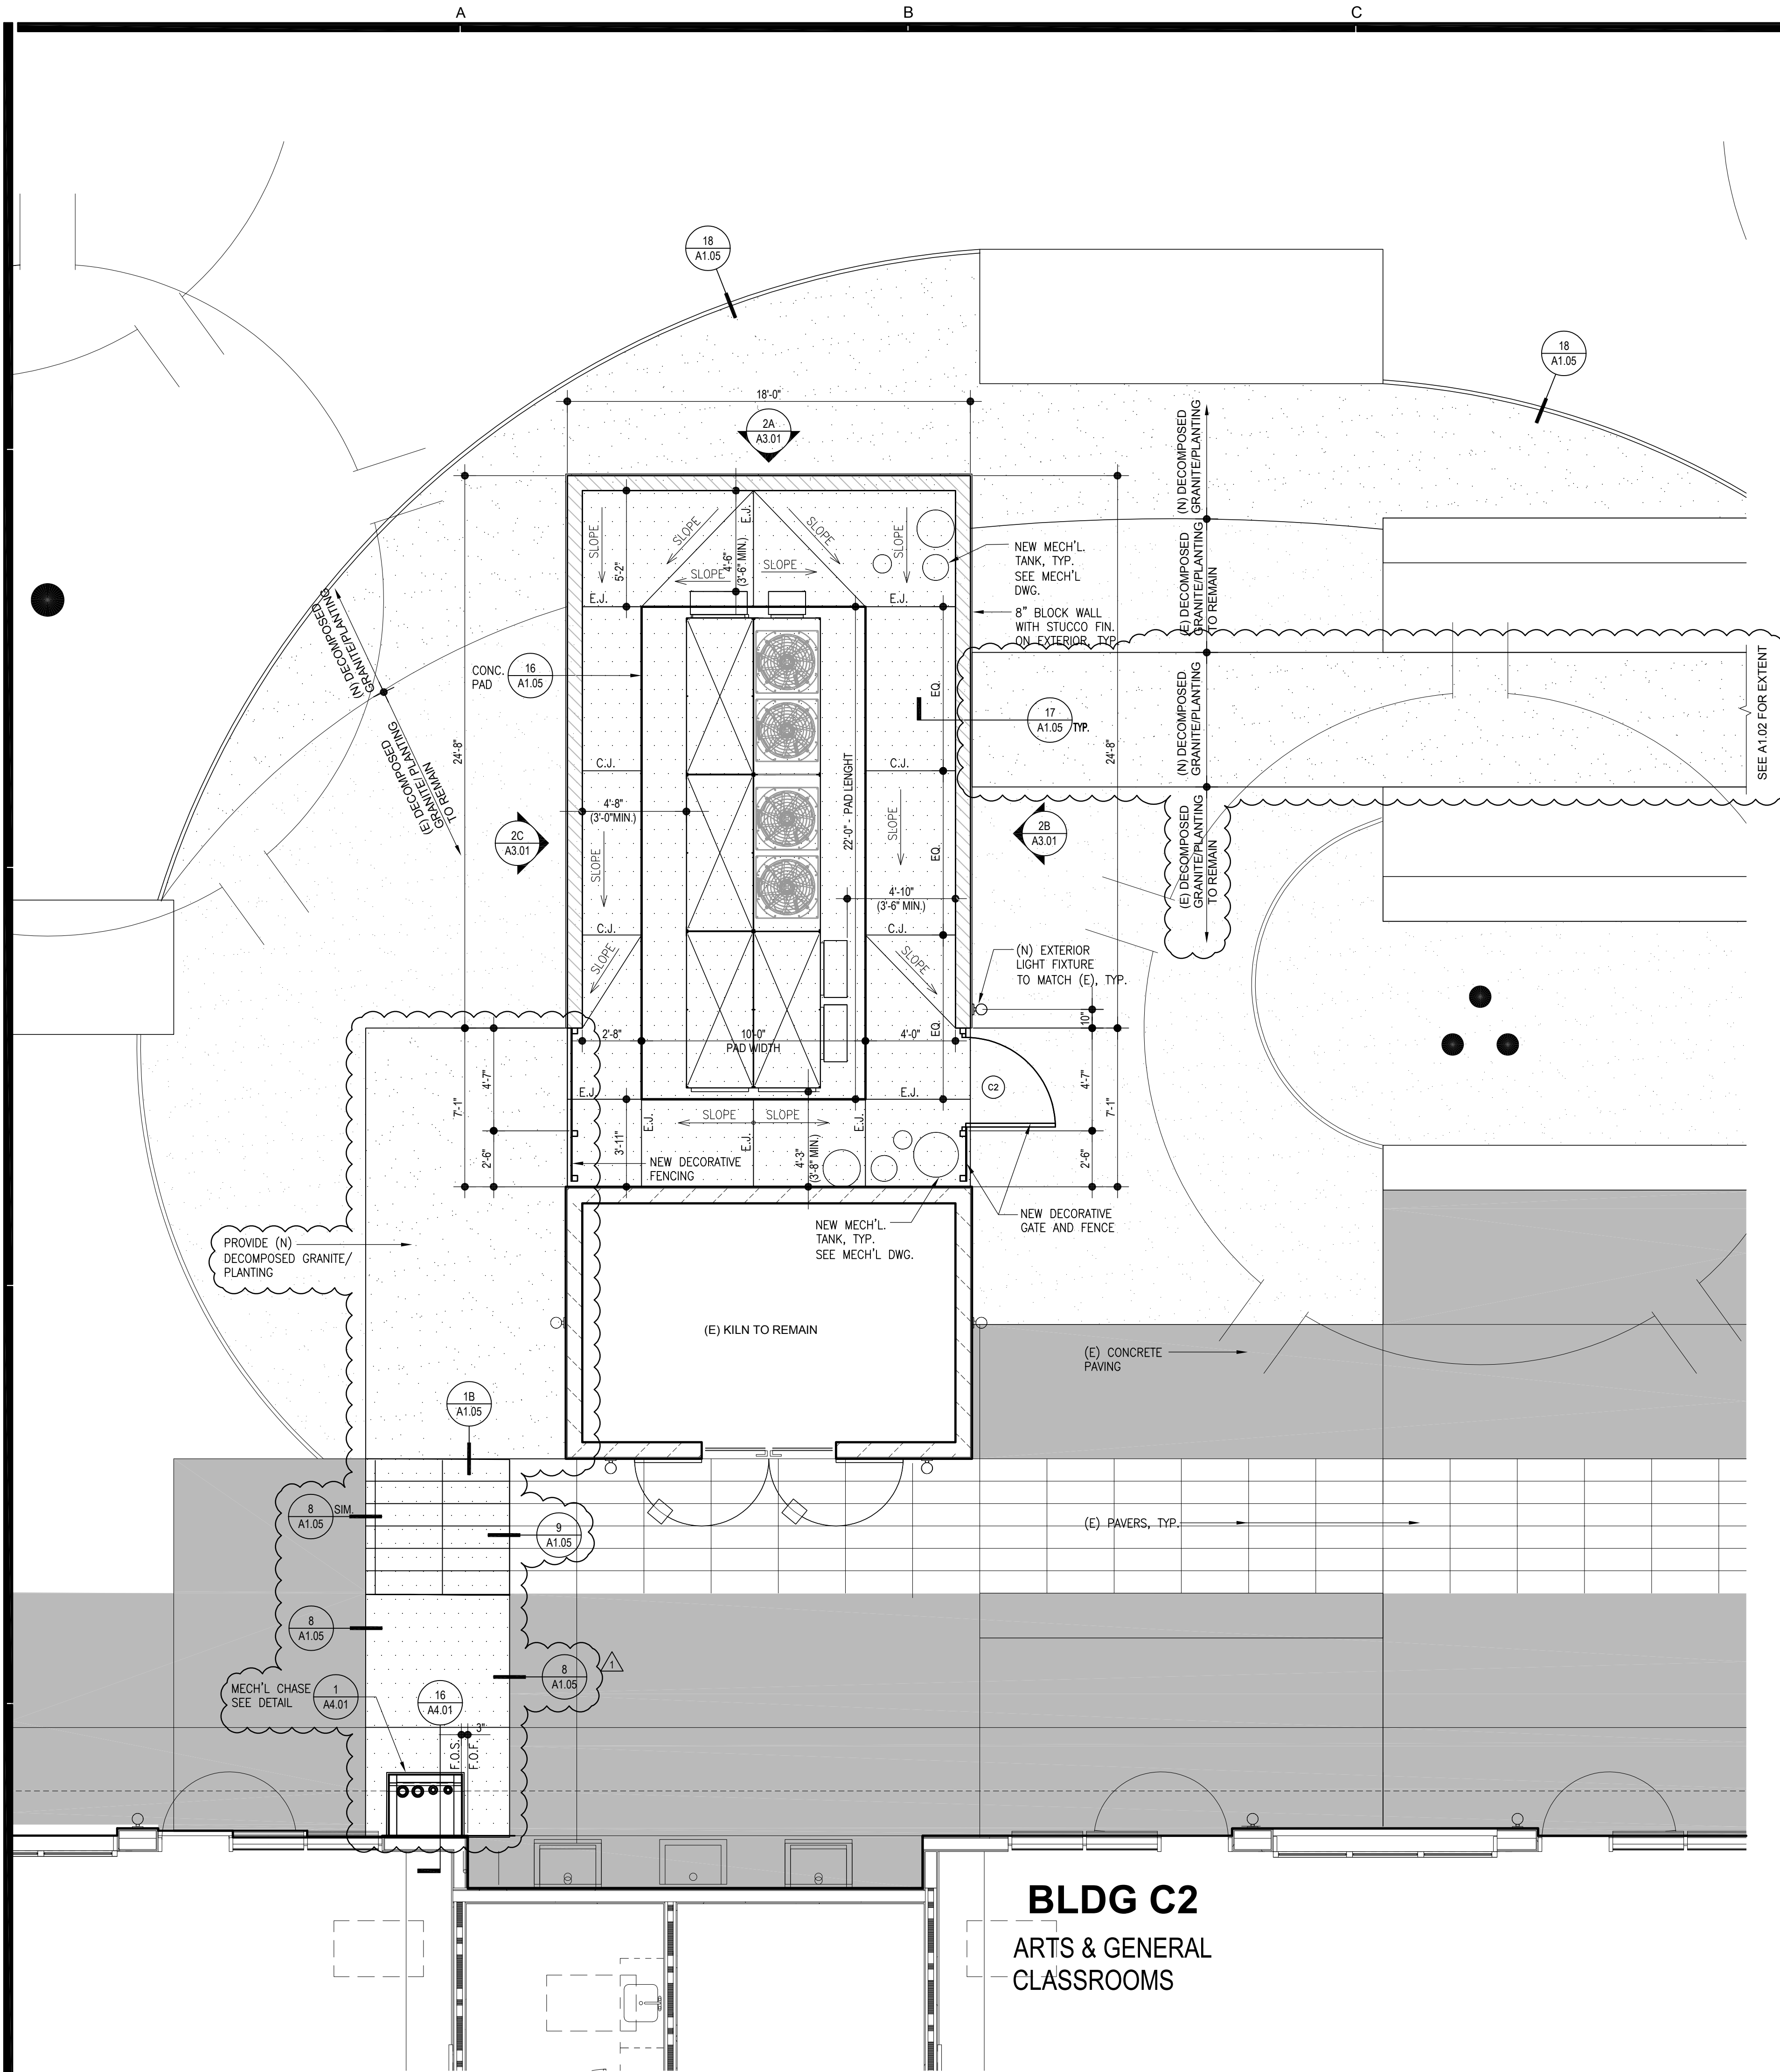 A
B
C
18
A1.05
18
A1.05
18'-0"
2A
A3.01
(N) DECOMPOSED
GRANITE/PLANTING
(E) DECOMPOSED
GRANITE/PLANTING
TO REMAIN
(N) DECOMPOSED
GRANITE/PLANTING
(E) DECOMPOSED
GRANITE/PLANTING
TO REMAIN
SEE A1.02 FOR EXTENT
(N) DECOMPOSED
GRANITE/PLANTING
(E) DECOMPOSED
GRANITE/ PLANTING
TO REMAIN
24'-8"
SLOPE
5'-2"
SLOPE
4'-6"
(3'-6" MIN.)
E.J.
SLOPE
SLOPE
SLOPE
SLOPE
E.J.
E.J.
NEW MECH'L.
TANK, TYP.
SEE MECH'L
DWG.
8" BLOCK WALL
WITH STUCCO FIN.
ON EXTERIOR, TYP.
CONC.
PAD
16
A1.05
EQ.
17
A1.05
TYP.
24'-8"
C.J.
C.J.
4'-8"
(3'-0"MIN.)
22'-0" - PAD LENGHT
2C
A3.01
2B
A3.01
SLOPE
SLOPE
EQ.
4'-10"
(3'-6" MIN.)
C.J.
C.J.
SLOPE
SLOPE
(N) EXTERIOR
LIGHT FIXTURE
TO MATCH (E), TYP.
10"
2'-8"
10'-0"
PAD WIDTH
4'-0"
EQ.
4'-7"
7'-1"
2'-6"
E.J.
E.J.
C2
4'-7"
7'-1"
2'-6"
3'-11"
E.J.
SLOPE
SLOPE
E.J.
E.J.
4'-3"
(3'-8" MIN.)
NEW DECORATIVE
FENCING
NEW MECH'L.
TANK, TYP.
SEE MECH'L DWG.
NEW DECORATIVE
GATE AND FENCE
PROVIDE (N)
DECOMPOSED GRANITE/
PLANTING
(E) KILN TO REMAIN
(E) CONCRETE
PAVING
1B
A1.05
8
A1.05
SIM.
9
A1.05
(E) PAVERS, TYP.
8
A1.05
8
A1.05
1
MECH'L CHASE
SEE DETAIL
1
A4.01
16
A4.01
3"
F.O.S.
F.O.F.
BLDG C2
ARTS & GENERAL
CLASSROOMS